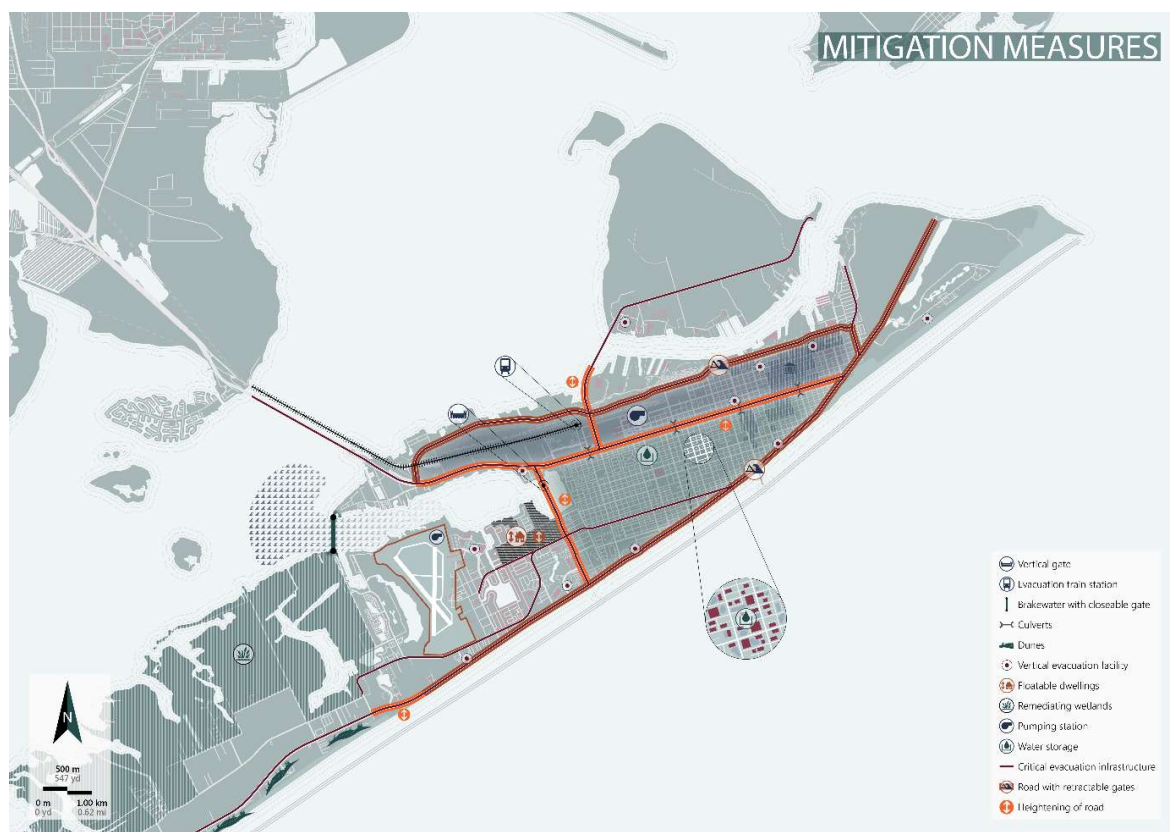 MITIGATION MEASURES
Vertical gate
Evacuation train station
Brakewater with closeable gate
Culverts
Dunes
Vertical evacuation facility
Floatable dwellings
Remediating wetlands
Pumping station
Water storage
Critical evacuation infrastructure
Road with retractable gates
Heightening of road
N
500 m
547 yd
0 m 1.00 km
0 yd 0.62 mi